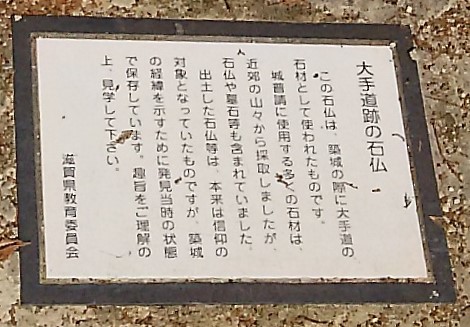 大手道跡の石仏
この石仏は、築城の際に大手道の
石材として使われたものです。
城普請に使用する多くの石材は、
近郊の山々から採取しましたが、
石仏や墓石等も含まれていました。
出土した石仏等は、本来は信仰の
対象となっていたものですが、築城
の経緯を示すために発見当時の状態
で保存しています。趣旨をご理解の
上、見学して下さい。
滋賀県教育委員会